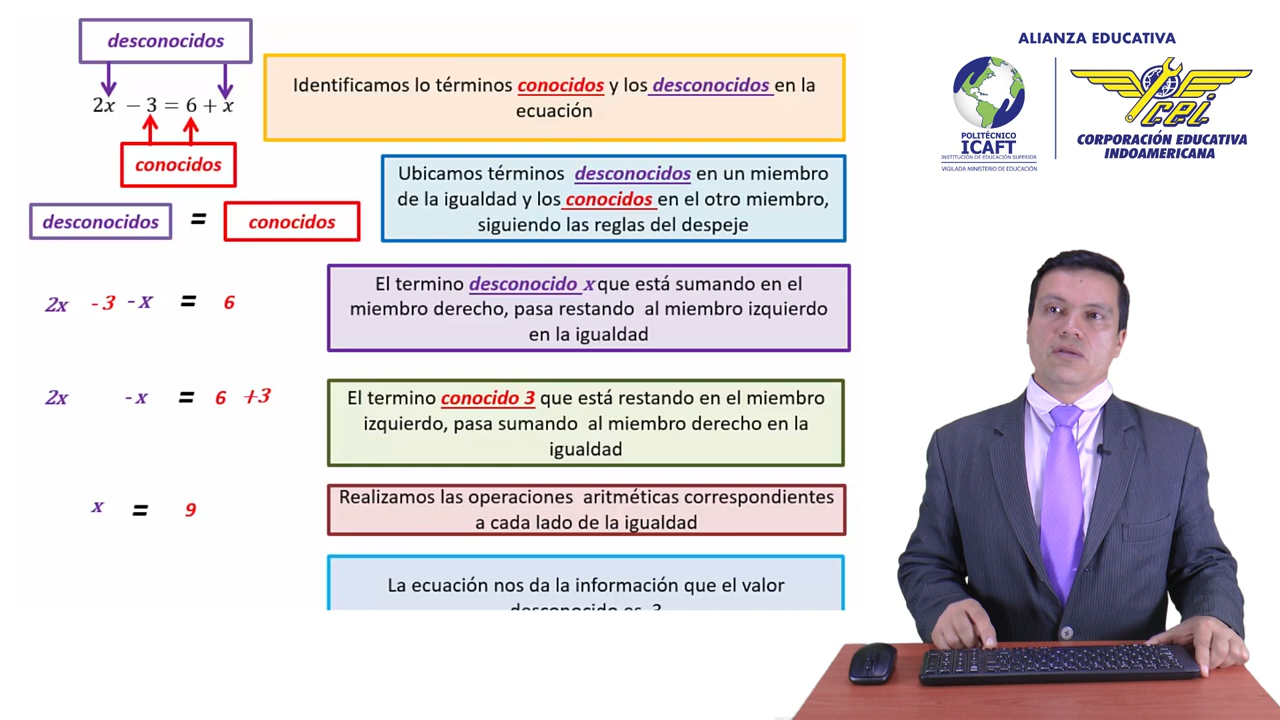 desconocidos
2x − 3 = 6 + x
conocidos
desconocidos = conocidos
2x - 3 - x = 6
2x - x = 6 +3
x = 9
Identificamos lo términos conocidos y los desconocidos en la
ecuación
Ubicamos términos desconocidos en un miembro
de la igualdad y los conocidos en el otro miembro,
siguiendo las reglas del despeje
El termino desconocido x que está sumando en el
miembro derecho, pasa restando al miembro izquierdo
en la igualdad
El termino conocido 3 que está restando en el miembro
izquierdo, pasa sumando al miembro derecho en la
igualdad
Realizamos las operaciones aritméticas correspondientes
a cada lado de la igualdad
La ecuación nos da la información que el valor
ALIANZA EDUCATIVA
POLITÉCNICO
ICAFT
INSTITUCIÓN DE EDUCACIÓN SUPERIOR
VIGILADA MINISTERIO DE EDUCACIÓN
cei
CORPORACIÓN EDUCATIVA
INDOAMERICANA